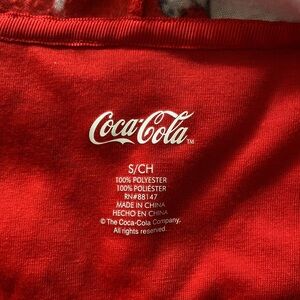 Coca-Cola™
S/CH
100% POLYESTER
100% POLIÉSTER
RN#88147
MADE IN CHINA
HECHO EN CHINA
© The Coca-Cola Company.
All rights reserved.